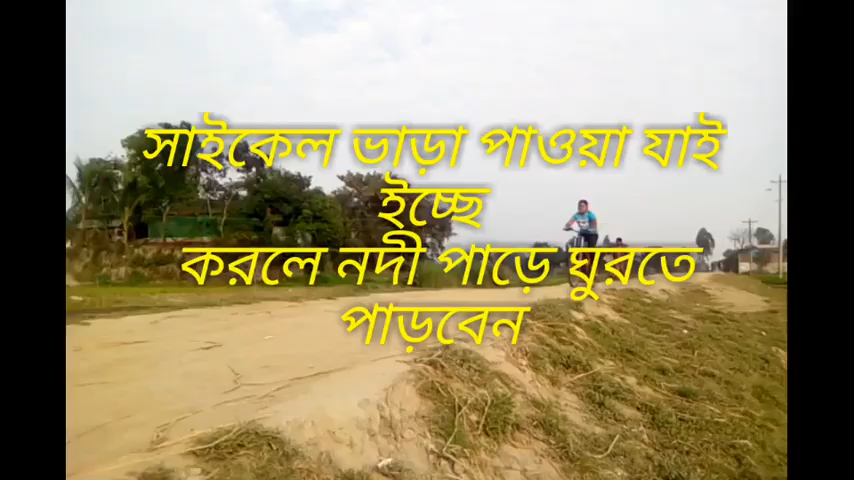 সাইকেল ভাড়া পাওয়া যাই
ইচ্ছে
করলে নদী পাড়ে ঘুরতে
পাড়বেন